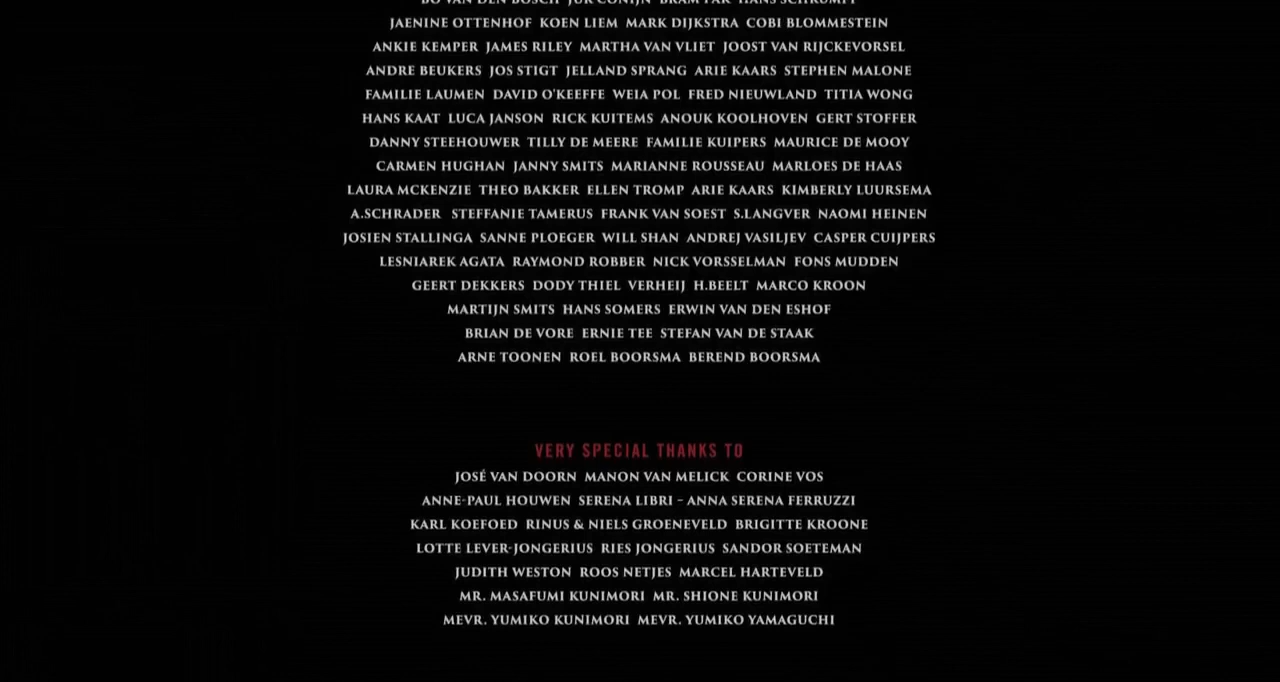 JAENINE OTTENHOF KOEN LIEM MARK DIJKSTRA COBI BLOMMESTEIN
ANKIE KEMPER JAMES RILEY MARTHA VAN VLIET JOOST VAN RIJCKEVORSEL
ANDRE BEUKERS JOS STIGT JELLAND SPRANG ARIE KAARS STEPHEN MALONE
FAMILIE LAUMEN DAVID O'KEEFFE WEIA POL FRED NIEUWLAND TITIA WONG
HANS KAAT LUCA JANSON RICK KUITEMS ANOUK KOOLHOVEN GERT STOFFER
DANNY STEEHOUWER TILLY DE MEERE FAMILIE KUIPERS MAURICE DE MOOY
CARMEN HUGHAN JANNY SMITS MARIANNE ROUSSEAU MARLOES DE HAAS
LAURA MCKENZIE THEO BAKKER ELLEN TROMP ARIE KAARS KIMBERLY LUURSEMA
A.SCHRADER STEFFANIE TAMERUS FRANK VAN SOEST S.LANGVER NAOMI HEINEN
JOSIEN STALLINGA SANNE PLOEGER WILL SHAN ANDREJ VASILJEV CASPER CUIJPERS
LESNIAREK AGATA RAYMOND ROBBER NICK VORSSELMAN FONS MUDDEN
GEERT DEKKERS DODY THIEL VERHEIJ H.BEELT MARCO KROON
MARTIJN SMITS HANS SOMERS ERWIN VAN DEN ESHOF
BRIAN DE VORE ERNIE TEE STEFAN VAN DE STAAK
ARNE TOONEN ROEL BOORSMA BEREND BOORSMA
VERY SPECIAL THANKS TO
JOSÉ VAN DOORN MANON VAN MELICK CORINE VOS
ANNE-PAUL HOUWEN SERENA LIBRI – ANNA SERENA FERRUZZI
KARL KOEFOED RINUS & NIELS GROENEVELD BRIGITTE KROONE
LOTTE LEVER-JONGERIUS RIES JONGERIUS SANDOR SOETEMAN
JUDITH WESTON ROOS NETJES MARCEL HARTEVELD
MR. MASAFUMI KUNIMORI MR. SHIONE KUNIMORI
MEVR. YUMIKO KUNIMORI MEVR. YUMIKO YAMAGUCHI